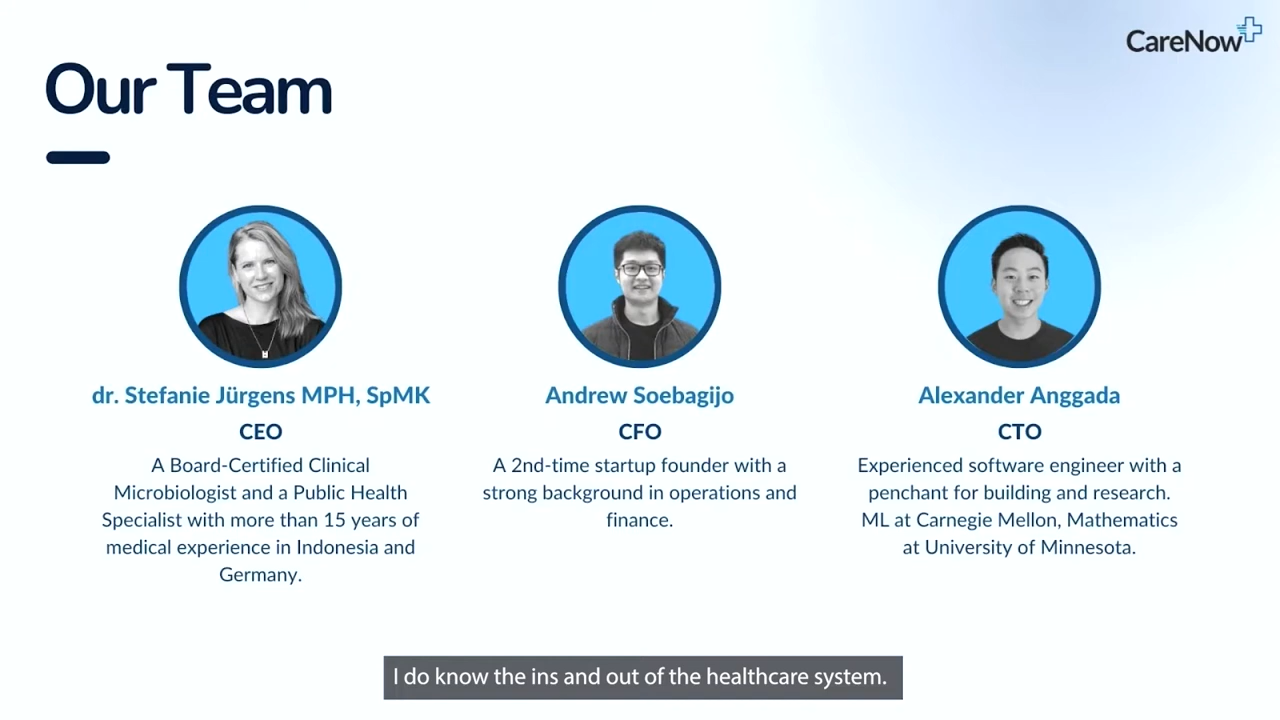 CareNow
Our Team
dr. Stefanie Jürgens MPH, SpMK
CEO
A Board-Certified Clinical
Microbiologist and a Public Health
Specialist with more than 15 years of
medical experience in Indonesia and
Germany.
Andrew Soebagijo
CFO
A 2nd-time startup founder with a
strong background in operations and
finance.
Alexander Anggada
CTO
Experienced software engineer with a
penchant for building and research.
ML at Carnegie Mellon, Mathematics
at University of Minnesota.
I do know the ins and out of the healthcare system.